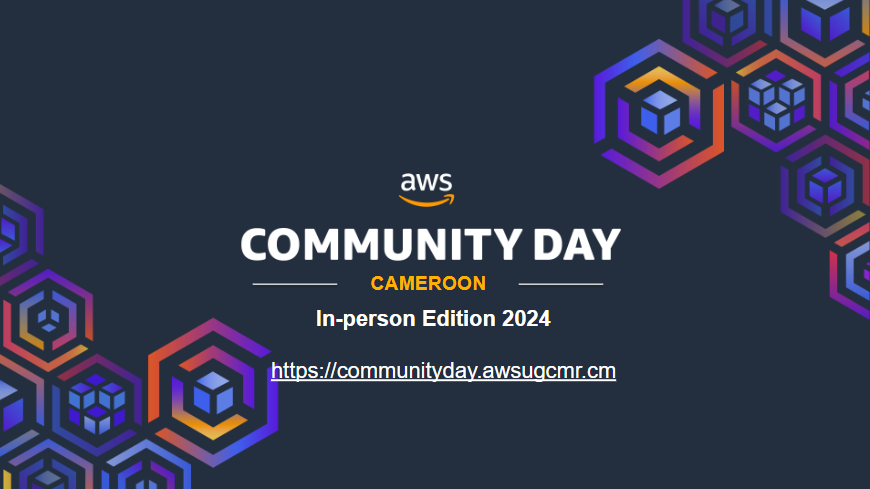 aws
COMMUNITY DAY
CAMEROON
In-person Edition 2024
https://communityday.awsugcmr.cm